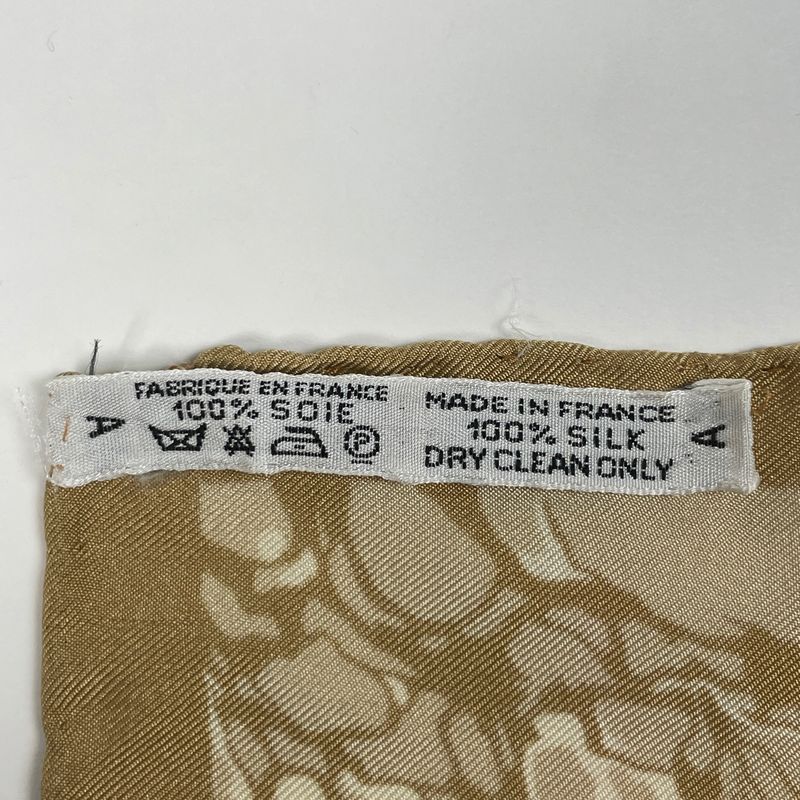 A
FABRIQUE EN FRANCE
100% SOIE
P
MADE IN FRANCE
100% SILK
DRY CLEAN ONLY
A